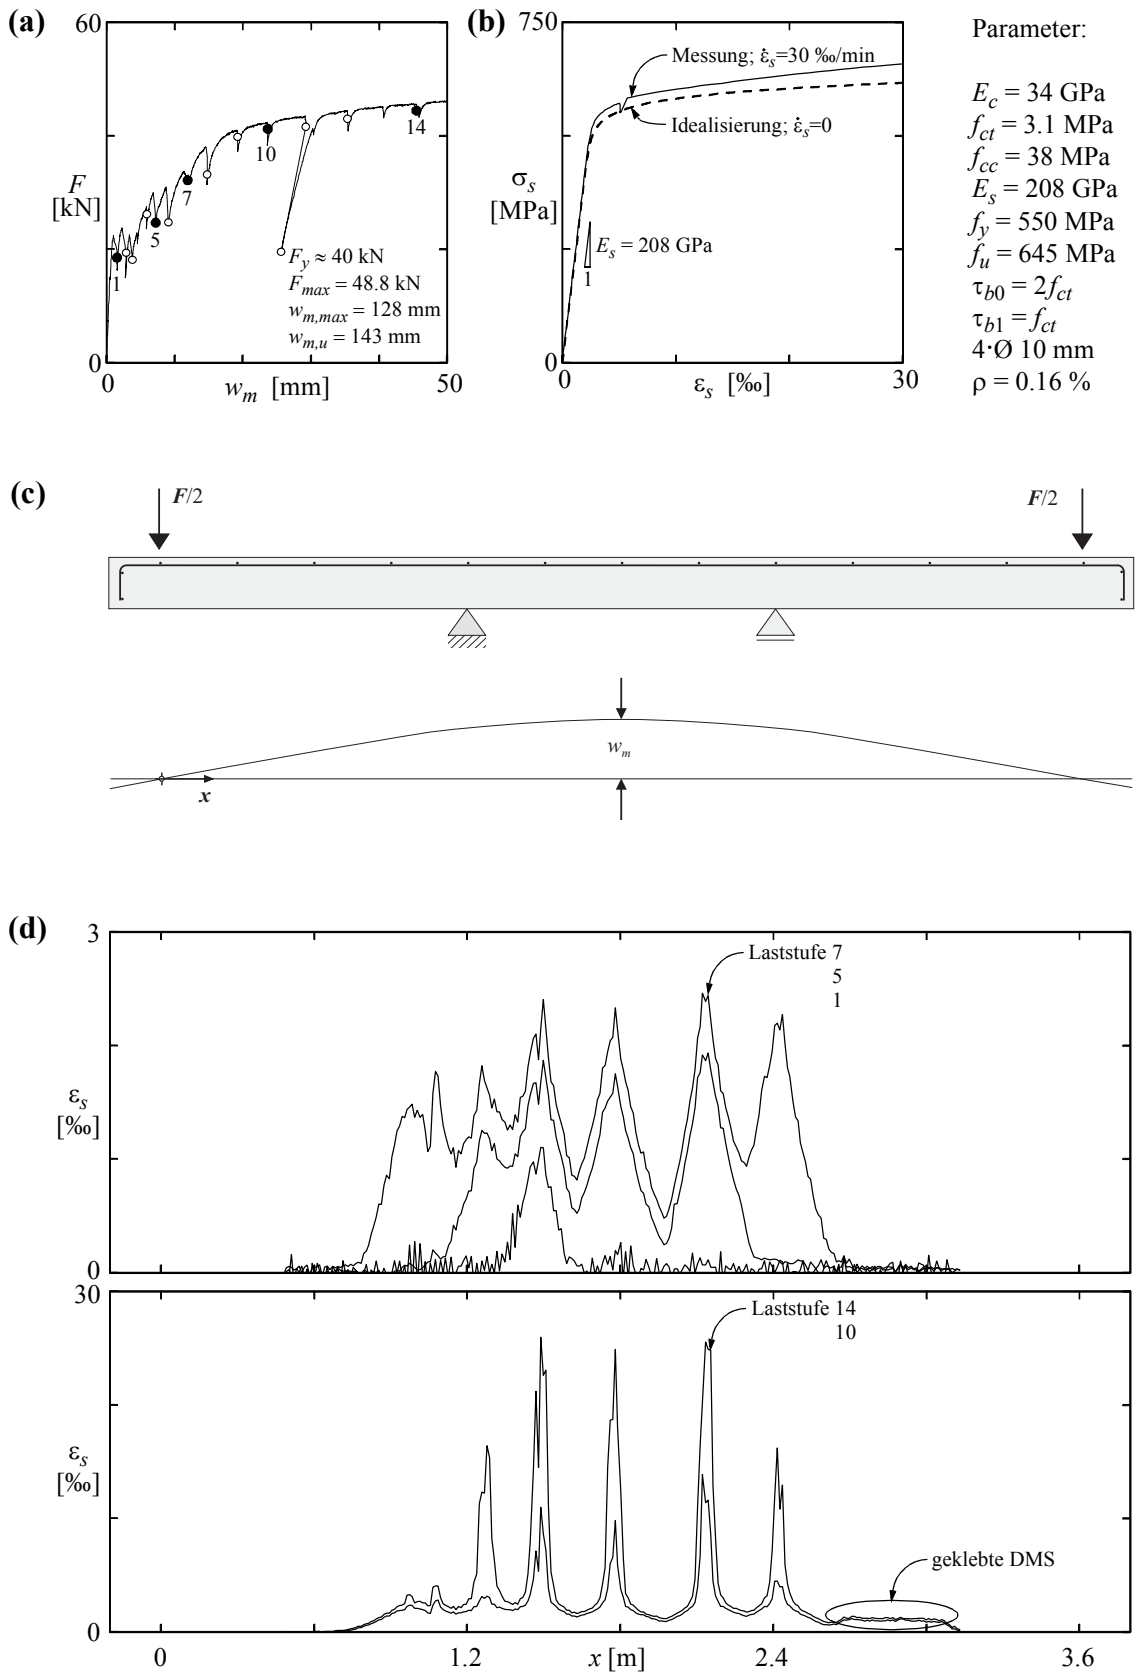 (a)
60
F
[kN]
0
1
5
7
10
14
F_y ≈ 40 kN
F_max = 48.8 kN
w_m,max = 128 mm
w_m,u = 143 mm
0
w_m [mm]
50
(b)
750
σ_s
[MPa]
0
Messung; ε̇_s=30 ‰/min
Idealisierung; ε̇_s=0
E_s = 208 GPa
1
0
ε_s [‰]
30
Parameter:
E_c = 34 GPa
f_ct = 3.1 MPa
f_cc = 38 MPa
E_s = 208 GPa
f_y = 550 MPa
f_u = 645 MPa
τ_b0 = 2f_ct
τ_b1 = f_ct
4·Ø 10 mm
ρ = 0.16 %
(c)
F/2
F/2
w_m
x
(d)
3
Laststufe 7
5
1
ε_s
[‰]
0
30
Laststufe 14
10
ε_s
[‰]
geklebte DMS
0
0
1.2
x [m]
2.4
3.6